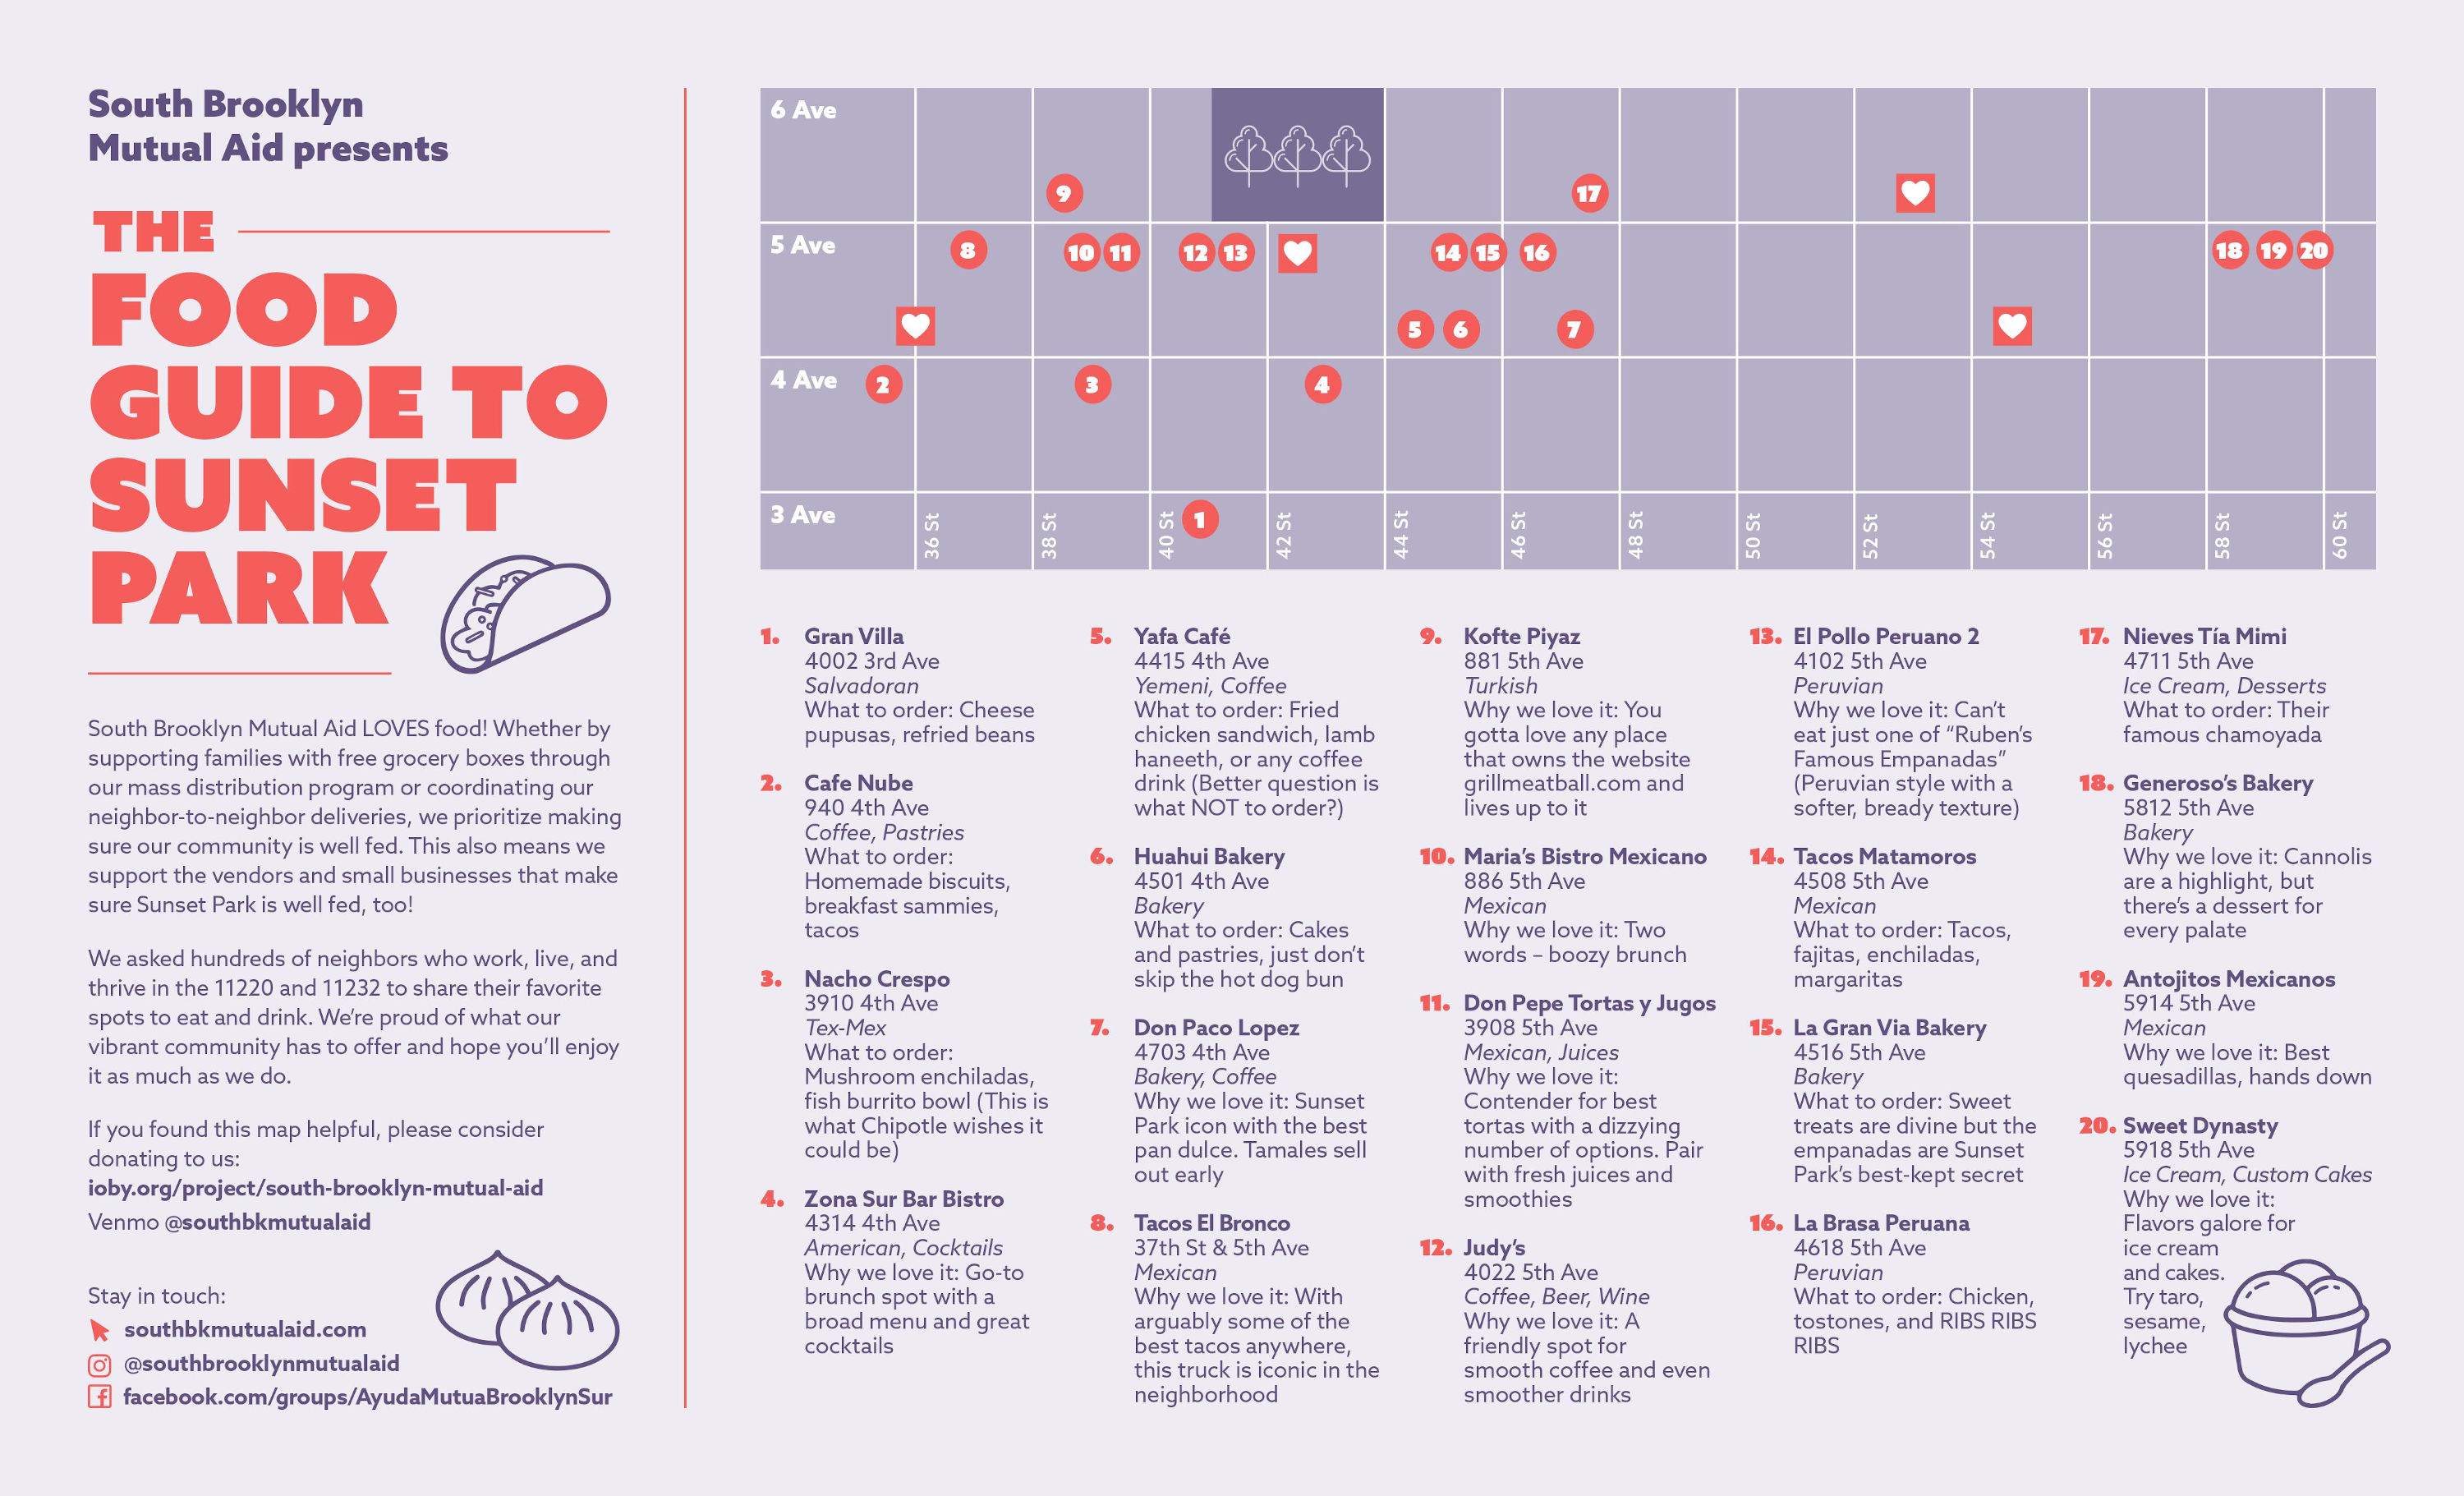 South Brooklyn
Mutual Aid presents
THE
FOOD
GUIDE TO
SUNSET
PARK
South Brooklyn Mutual Aid LOVES food! Whether by
supporting families with free grocery boxes through
our mass distribution program or coordinating our
neighbor-to-neighbor deliveries, we prioritize making
sure our community is well fed. This also means we
support the vendors and small businesses that make
sure Sunset Park is well fed, too!
We asked hundreds of neighbors who work, live, and
thrive in the 11220 and 11232 to share their favorite
spots to eat and drink. We're proud of what our
vibrant community has to offer and hope you'll enjoy
it as much as we do.
If you found this map helpful, please consider
donating to us:
ioby.org/project/south-brooklyn-mutual-aid
Venmo @southbkmutualaid
Stay in touch:
southbkmutualaid.com
@southbrooklynmutualaid
facebook.com/groups/AyudaMutuaBrooklynSur
6 Ave
9
17
5 Ave
8
10
11
12
13
14
15
16
18
19
20
5
6
7
4 Ave
2
3
4
3 Ave
1
36 St
38 St
40 St
42 St
44 St
46 St
48 St
50 St
52 St
54 St
56 St
58 St
60 St
1. Gran Villa
4002 3rd Ave
Salvadoran
What to order: Cheese
pupusas, refried beans
2. Cafe Nube
940 4th Ave
Coffee, Pastries
What to order:
Homemade biscuits,
breakfast sammies,
tacos
3. Nacho Crespo
3910 4th Ave
Tex-Mex
What to order:
Mushroom enchiladas,
fish burrito bowl (This is
what Chipotle wishes it
could be)
4. Zona Sur Bar Bistro
4314 4th Ave
American, Cocktails
Why we love it: Go-to
brunch spot with a
broad menu and great
cocktails
5. Yafa Café
4415 4th Ave
Yemeni, Coffee
What to order: Fried
chicken sandwich, lamb
haneeth, or any coffee
drink (Better question is
what NOT to order?)
6. Huahui Bakery
4501 4th Ave
Bakery
What to order: Cakes
and pastries, just don't
skip the hot dog bun
7. Don Paco Lopez
4703 4th Ave
Bakery, Coffee
Why we love it: Sunset
Park icon with the best
pan dulce. Tamales sell
out early
8. Tacos El Bronco
37th St & 5th Ave
Mexican
Why we love it: With
arguably some of the
best tacos anywhere,
this truck is iconic in the
neighborhood
9. Kofte Piyaz
881 5th Ave
Turkish
Why we love it: You
gotta love any place
that owns the website
grillmeatball.com and
lives up to it
10. Maria's Bistro Mexicano
886 5th Ave
Mexican
Why we love it: Two
words – boozy brunch
11. Don Pepe Tortas y Jugos
3908 5th Ave
Mexican, Juices
Why we love it:
Contender for best
tortas with a dizzying
number of options. Pair
with fresh juices and
smoothies
12. Judy's
4022 5th Ave
Coffee, Beer, Wine
Why we love it: A
friendly spot for
smooth coffee and even
smoother drinks
13. El Pollo Peruano 2
4102 5th Ave
Peruvian
Why we love it: Can't
eat just one of "Ruben's
Famous Empanadas"
(Peruvian style with a
softer, bready texture)
14. Tacos Matamoros
4508 5th Ave
Mexican
What to order: Tacos,
fajitas, enchiladas,
margaritas
15. La Gran Via Bakery
4516 5th Ave
Bakery
What to order: Sweet
treats are divine but the
empanadas are Sunset
Park's best-kept secret
16. La Brasa Peruana
4618 5th Ave
Peruvian
What to order: Chicken,
tostones, and RIBS RIBS
RIBS
17. Nieves Tía Mimi
4711 5th Ave
Ice Cream, Desserts
What to order: Their
famous chamoyada
18. Generoso's Bakery
5812 5th Ave
Bakery
Why we love it: Cannolis
are a highlight, but
there's a dessert for
every palate
19. Antojitos Mexicanos
5914 5th Ave
Mexican
Why we love it: Best
quesadillas, hands down
20. Sweet Dynasty
5918 5th Ave
Ice Cream, Custom Cakes
Why we love it:
Flavors galore for
ice cream
and cakes.
Try taro,
sesame,
lychee